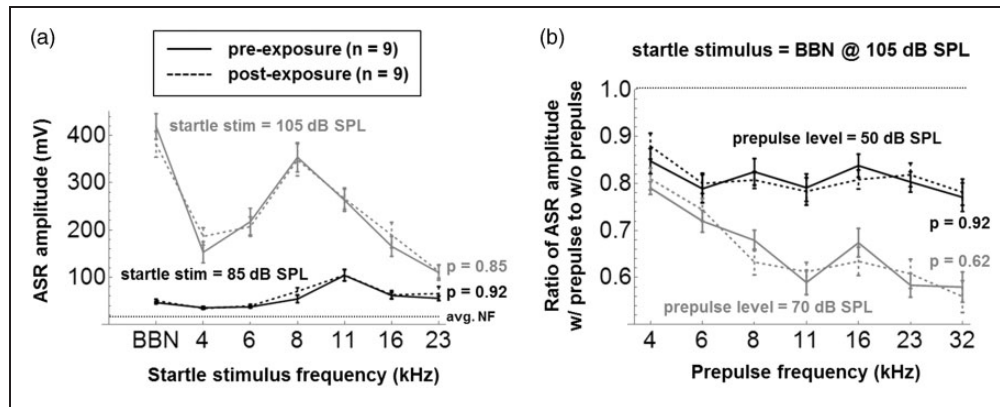 (a)
pre-exposure (n = 9)
post-exposure (n = 9)
ASR amplitude (mV)
400
300
200
100
startle stim = 105 dB SPL
startle stim = 85 dB SPL
p = 0.85
p = 0.92
avg. NF
BBN 4 6 8 11 16 23
Startle stimulus frequency (kHz)
(b)
startle stimulus = BBN @ 105 dB SPL
Ratio of ASR amplitude
w/ prepulse to w/o prepulse
1.0
0.9
0.8
0.7
0.6
prepulse level = 50 dB SPL
p = 0.92
p = 0.62
prepulse level = 70 dB SPL
4 6 8 11 16 23 32
Prepulse frequency (kHz)